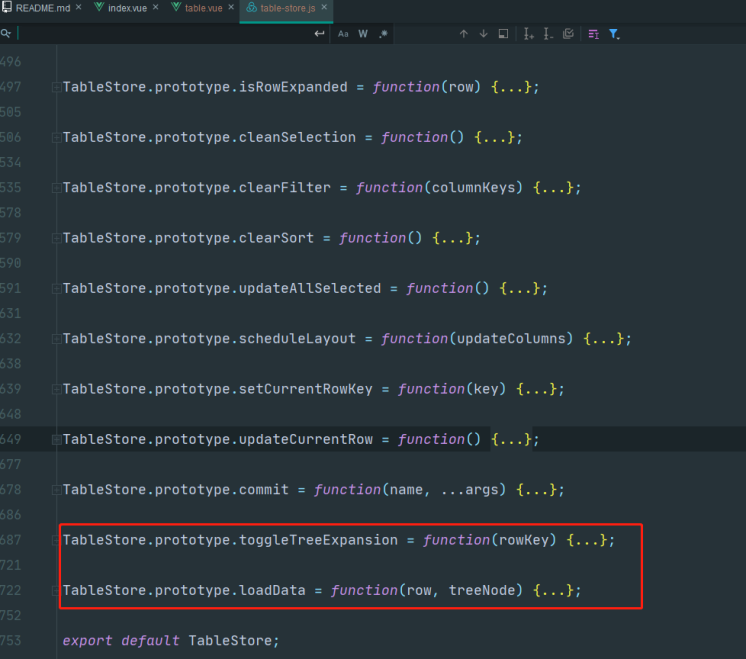 README.md × index.vue × table.vue × table-store.js ×
Aa W .*
496
497 TableStore.prototype.isRowExpanded = function(row) {...};
505
506 TableStore.prototype.cleanSelection = function() {...};
534
535 TableStore.prototype.clearFilter = function(columnKeys) {...};
578
579 TableStore.prototype.clearSort = function() {...};
590
591 TableStore.prototype.updateAllSelected = function() {...};
631
632 TableStore.prototype.scheduleLayout = function(updateColumns) {...};
638
639 TableStore.prototype.setCurrentRowKey = function(key) {...};
648
649 TableStore.prototype.updateCurrentRow = function() {...};
677
678 TableStore.prototype.commit = function(name, ...args) {...};
686
687 TableStore.prototype.toggleTreeExpansion = function(rowKey) {...};
721
722 TableStore.prototype.loadData = function(row, treeNode) {...};
752
753 export default TableStore;